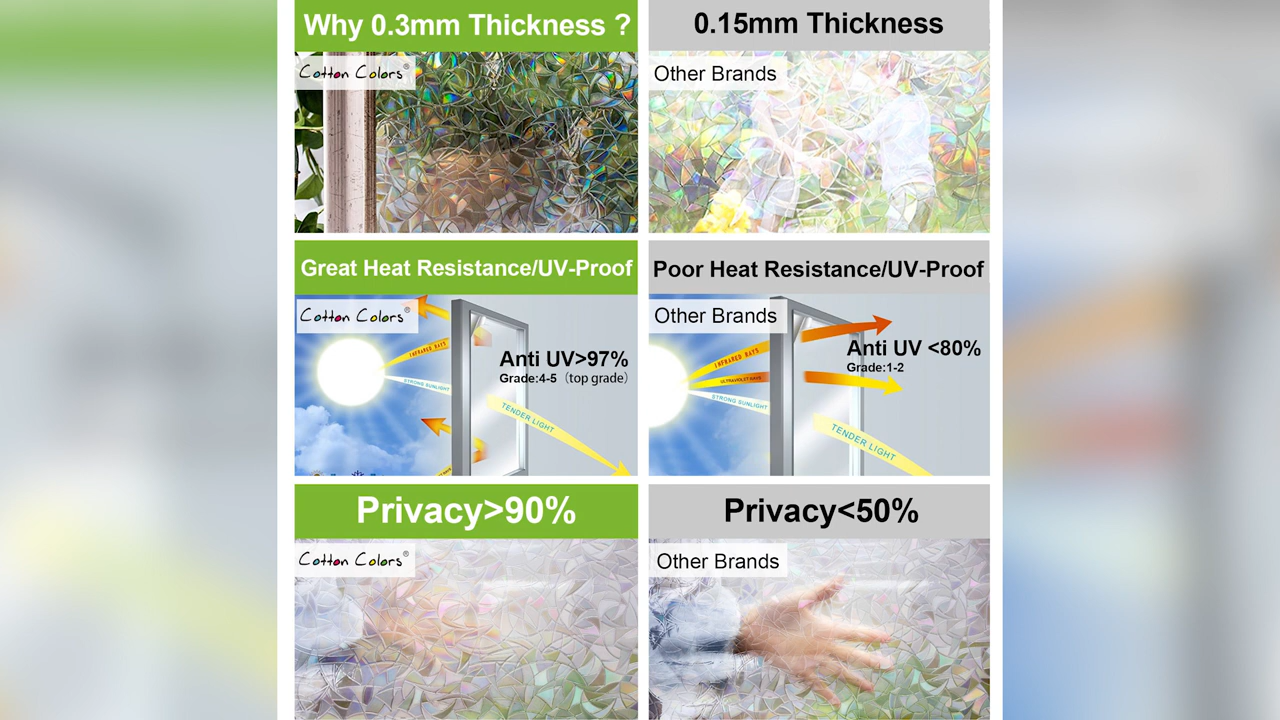 Why 0.3mm Thickness ?
0.15mm Thickness
Cotton Colors®
Other Brands
Great Heat Resistance/UV-Proof
Poor Heat Resistance/UV-Proof
Cotton Colors®
Other Brands
INFRARED RAYS
STRONG SUNLIGHT
Anti UV>97%
Grade:4-5（top grade）
TENDER LIGHT
INFRARED RAYS
ULTRAVIOLET RAYS
STRONG SUNLIGHT
Anti UV <80%
Grade:1-2
TENDER LIGHT
Privacy>90%
Privacy<50%
Cotton Colors®
Other Brands